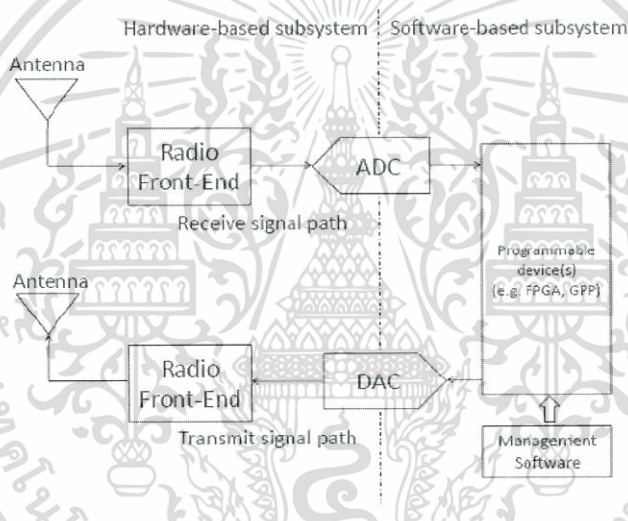 Hardware-based subsystem
Software-based subsystem
Antenna
Radio
Front-End
ADC
Receive signal path
Programmable
device(s)
(e.g. FPGA, GPP)
Antenna
Radio
Front-End
DAC
Transmit signal path
Management
Software